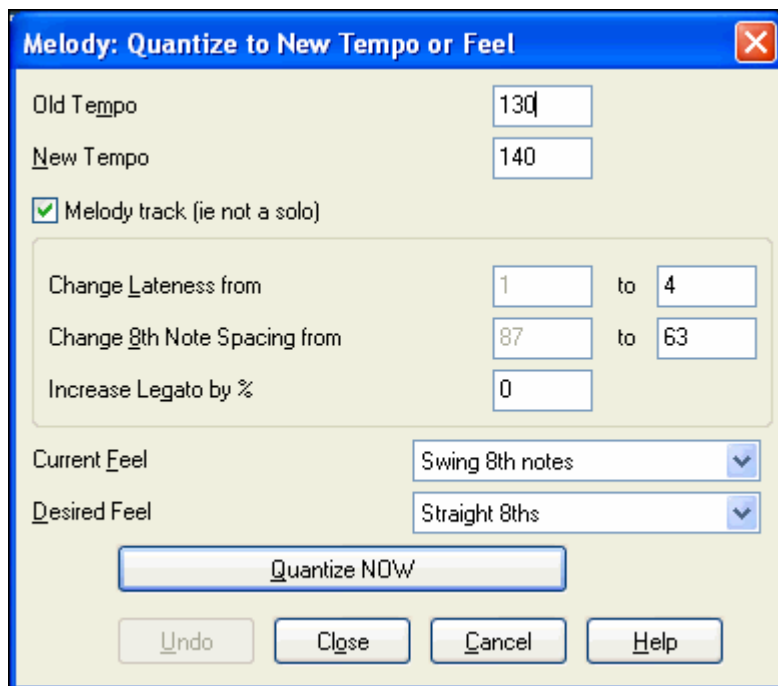 Melody: Quantize to New Tempo or Feel
Old Tempo 130
New Tempo 140
Melody track (ie not a solo)
Change Lateness from 1 to 4
Change 8th Note Spacing from 87 to 63
Increase Legato by % 0
Current Feel Swing 8th notes
Desired Feel Straight 8ths
Quantize NOW
Undo Close Cancel Help